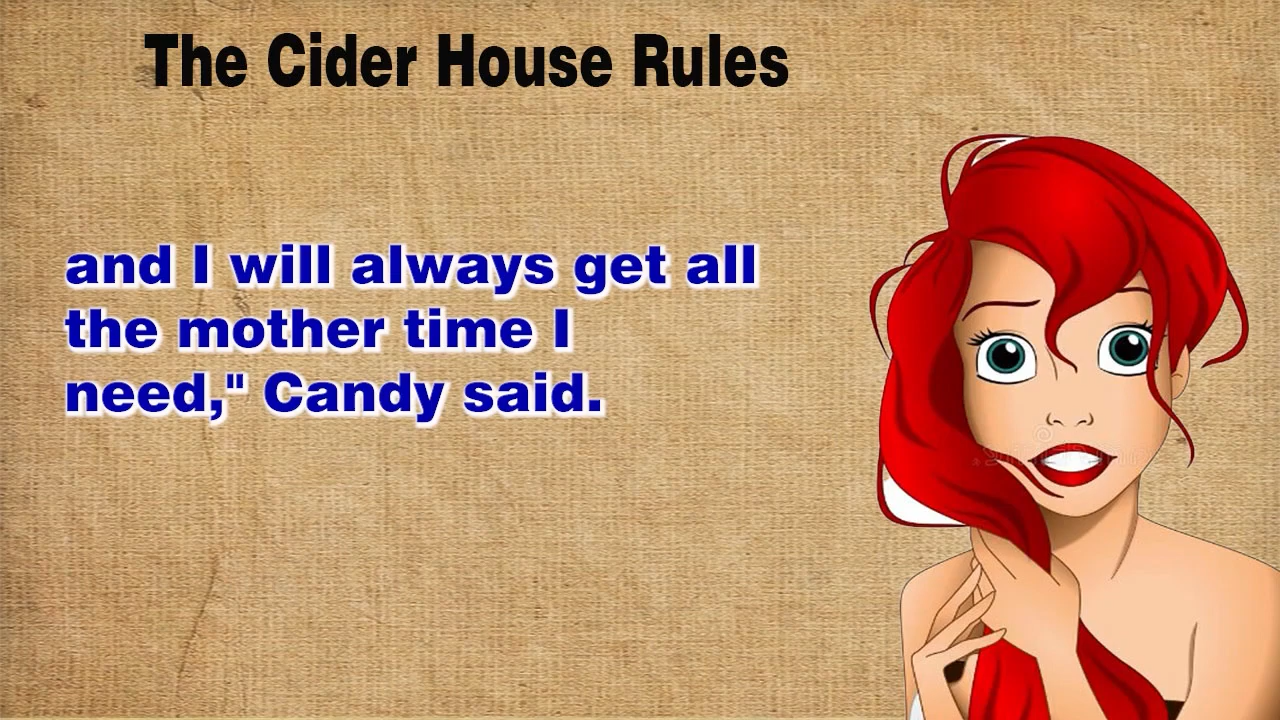 The Cider House Rules
and I will always get all
the mother time I
need," Candy said.